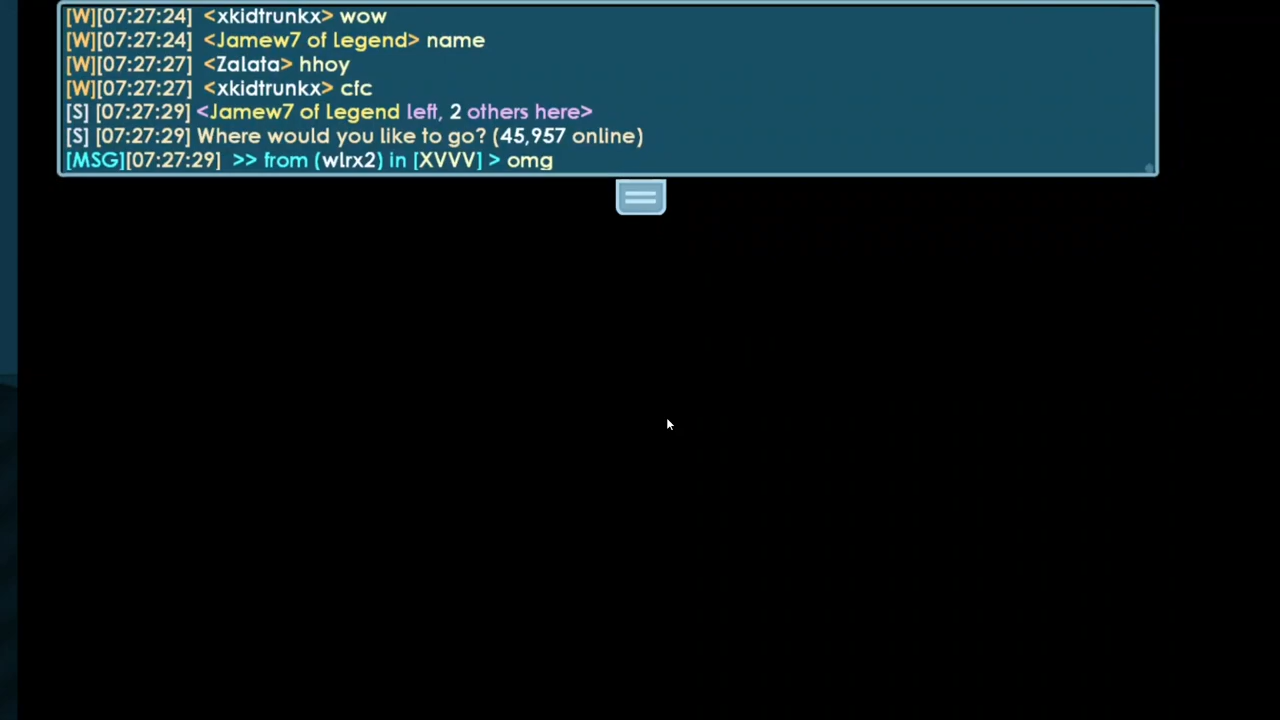 [W][07:27:24] <xkidtrunkx> wow
[W][07:27:24] <Jamew7 of Legend> name
[W][07:27:27] <Zalata> hhoy
[W][07:27:27] <xkidtrunkx> cfc
[S] [07:27:29] <Jamew7 of Legend left, 2 others here>
[S] [07:27:29] Where would you like to go? (45,957 online)
[MSG][07:27:29] >> from (wlrx2) in [XVVV] > omg